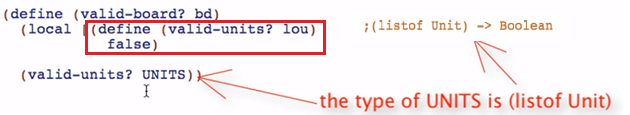 (define (valid-board? bd)
(local [(define (valid-units? lou) ;(listof Unit) -> Boolean
false)
(valid-units? UNITS))
the type of UNITS is (listof Unit)